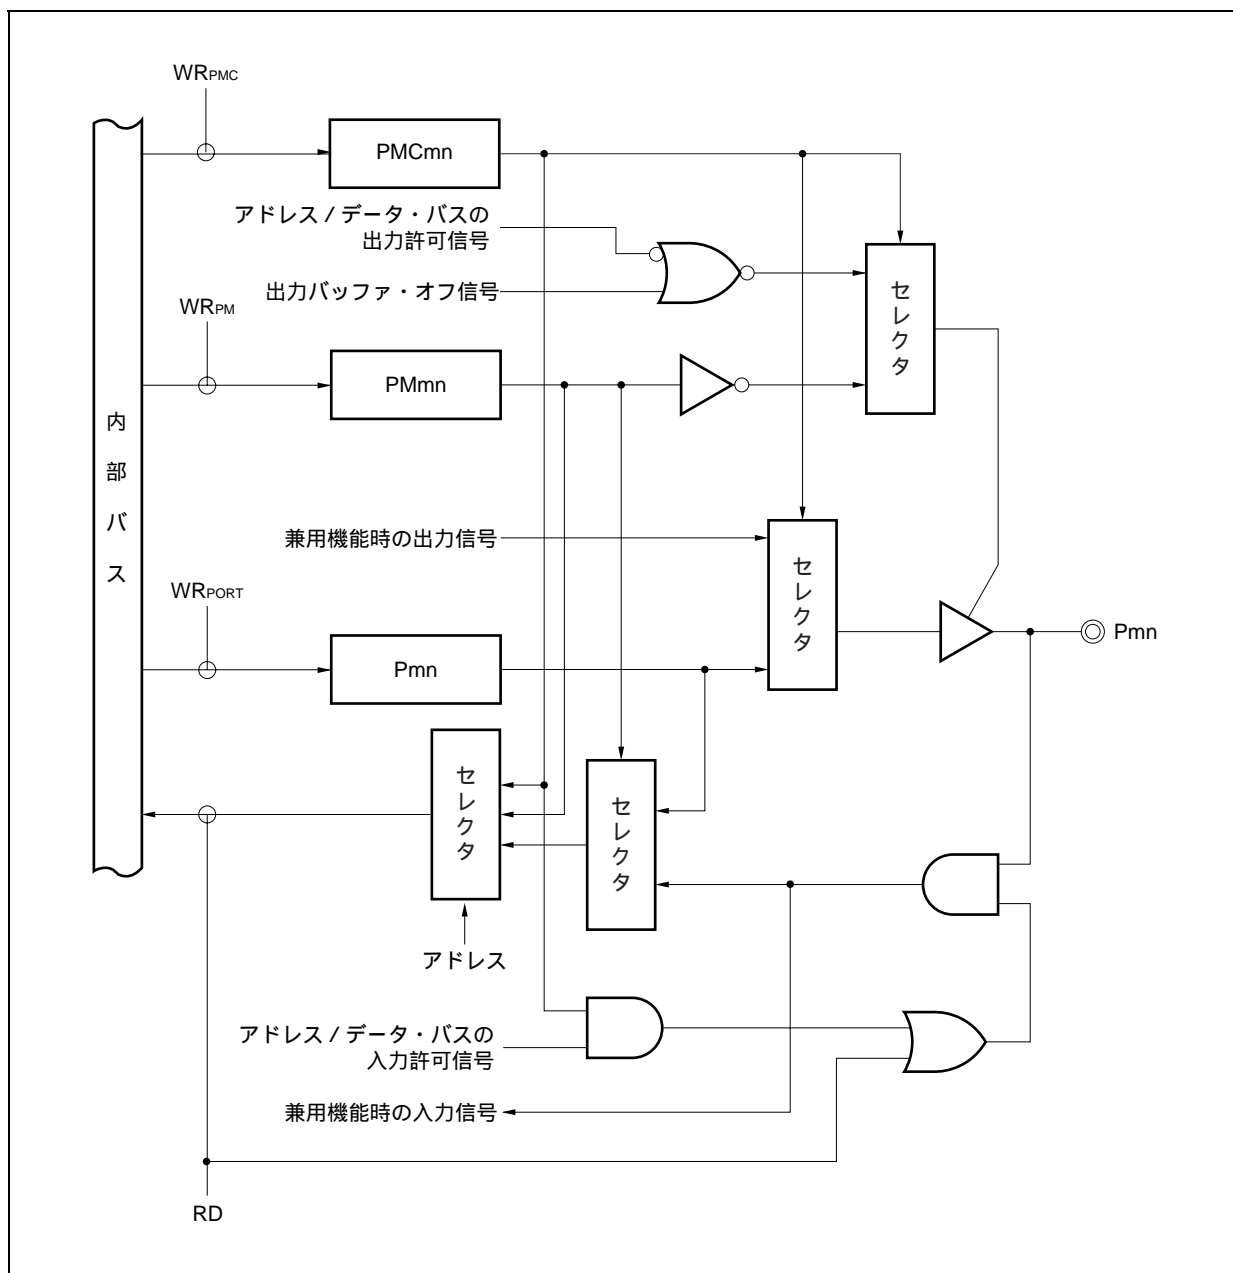 WRPMC
PMCmn
アドレス / データ・バスの
出力許可信号
出力バッファ・オフ信号
セレクタ
WRPM
PMmn
内部バス
兼用機能時の出力信号
セレクタ
WRPORT
Pmn
Pmn
セレクタ
セレクタ
アドレス
アドレス / データ・バスの
入力許可信号
兼用機能時の入力信号
RD